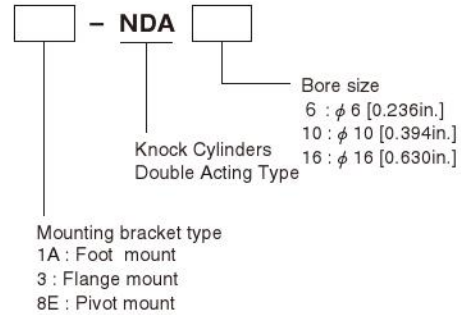 – NDA
Bore size
6 : ϕ 6 [0.236in.]
10 : ϕ 10 [0.394in.]
16 : ϕ 16 [0.630in.]
Knock Cylinders
Double Acting Type
Mounting bracket type
1A : Foot mount
3 : Flange mount
8E : Pivot mount